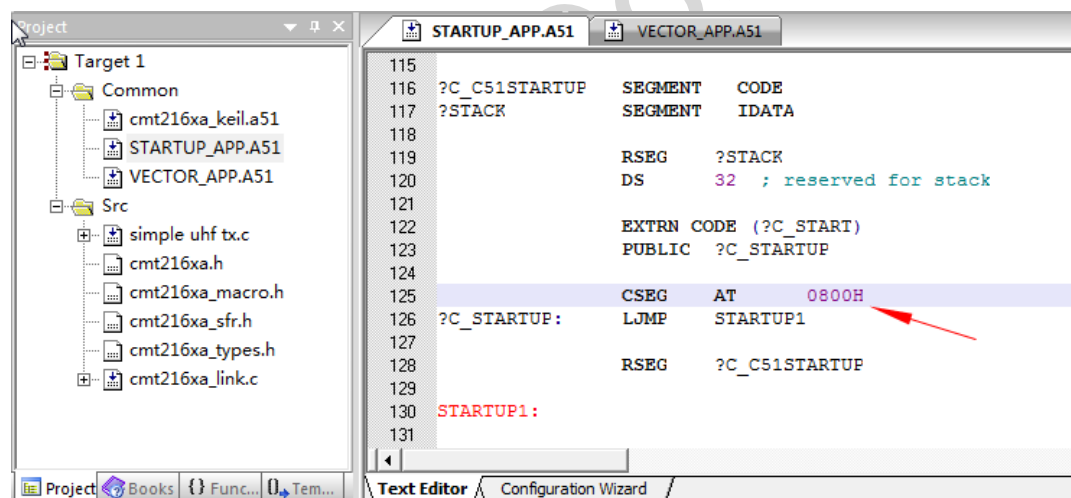 Project
Target 1
Common
cmt216xa_keil.a51
STARTUP_APP.A51
VECTOR_APP.A51
Src
simple uhf tx.c
cmt216xa.h
cmt216xa_macro.h
cmt216xa_sfr.h
cmt216xa_types.h
cmt216xa_link.c
Project Books {} Func... 0 Tem...
STARTUP_APP.A51 VECTOR_APP.A51
115
116 ?C_C51STARTUP SEGMENT CODE
117 ?STACK SEGMENT IDATA
118
119 RSEG ?STACK
120 DS 32 ; reserved for stack
121
122 EXTRN CODE (?C_START)
123 PUBLIC ?C_STARTUP
124
125 CSEG AT 0800H
126 ?C_STARTUP: LJMP STARTUP1
127
128 RSEG ?C_C51STARTUP
129
130 STARTUP1:
131
Text Editor Configuration Wizard